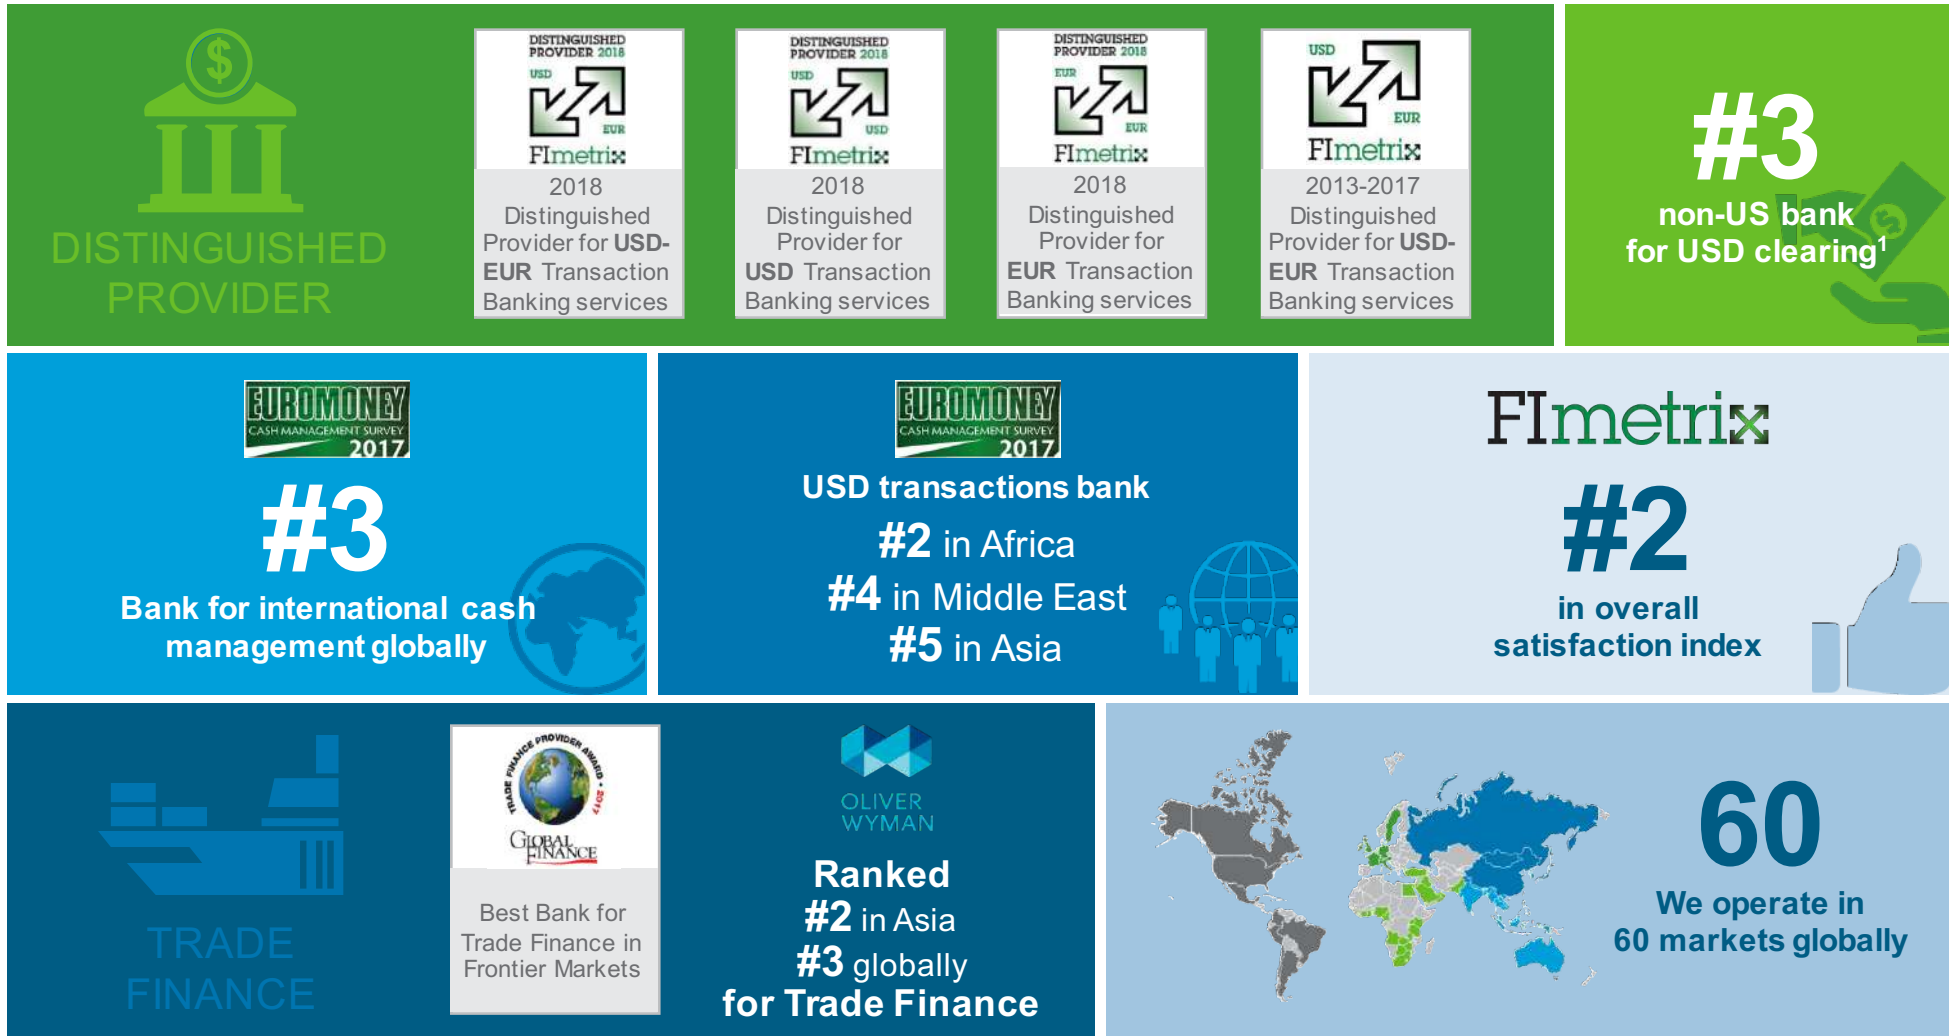 $
DISTINGUISHED
PROVIDER
DISTINGUISHED
PROVIDER 2018
USD
EUR
FImetrix
2018
Distinguished
Provider for USD-
EUR Transaction
Banking services
DISTINGUISHED
PROVIDER 2018
USD
USD
FImetrix
2018
Distinguished
Provider for
USD Transaction
Banking services
DISTINGUISHED
PROVIDER 2018
EUR
EUR
FImetrix
2018
Distinguished
Provider for
EUR Transaction
Banking services
USD
EUR
FImetrix
2013-2017
Distinguished
Provider for USD-
EUR Transaction
Banking services
#3
non-US bank
for USD clearing1
$
EUROMONEY
CASH MANAGEMENT SURVEY
2017
#3
Bank for international cash
management globally
EUROMONEY
CASH MANAGEMENT SURVEY
2017
USD transactions bank
#2 in Africa
#4 in Middle East
#5 in Asia
FImetrix
#2
in overall
satisfaction index
TRADE
FINANCE
TRADE FINANCE PROVIDER AWARD • 2017
GLOBAL
FINANCE
Best Bank for
Trade Finance in
Frontier Markets
OLIVER
WYMAN
Ranked
#2 in Asia
#3 globally
for Trade Finance
60
We operate in
60 markets globally